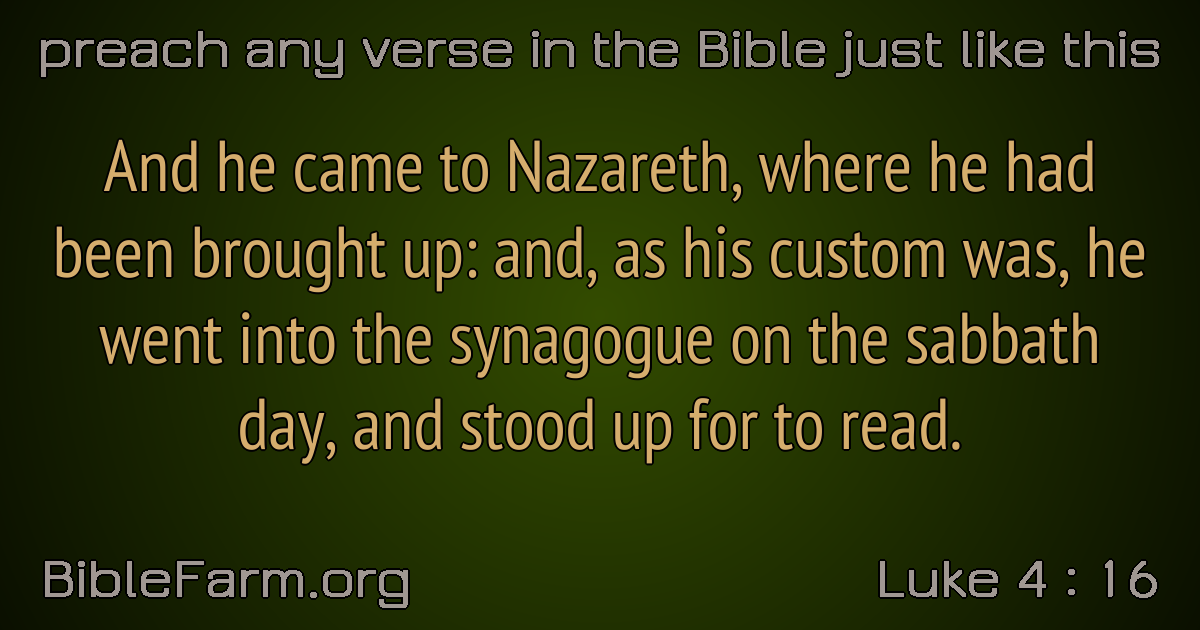 preach any verse in the Bible just like this
And he came to Nazareth, where he had
been brought up: and, as his custom was, he
went into the synagogue on the sabbath
day, and stood up for to read.
BibleFarm.org
Luke 4 : 16